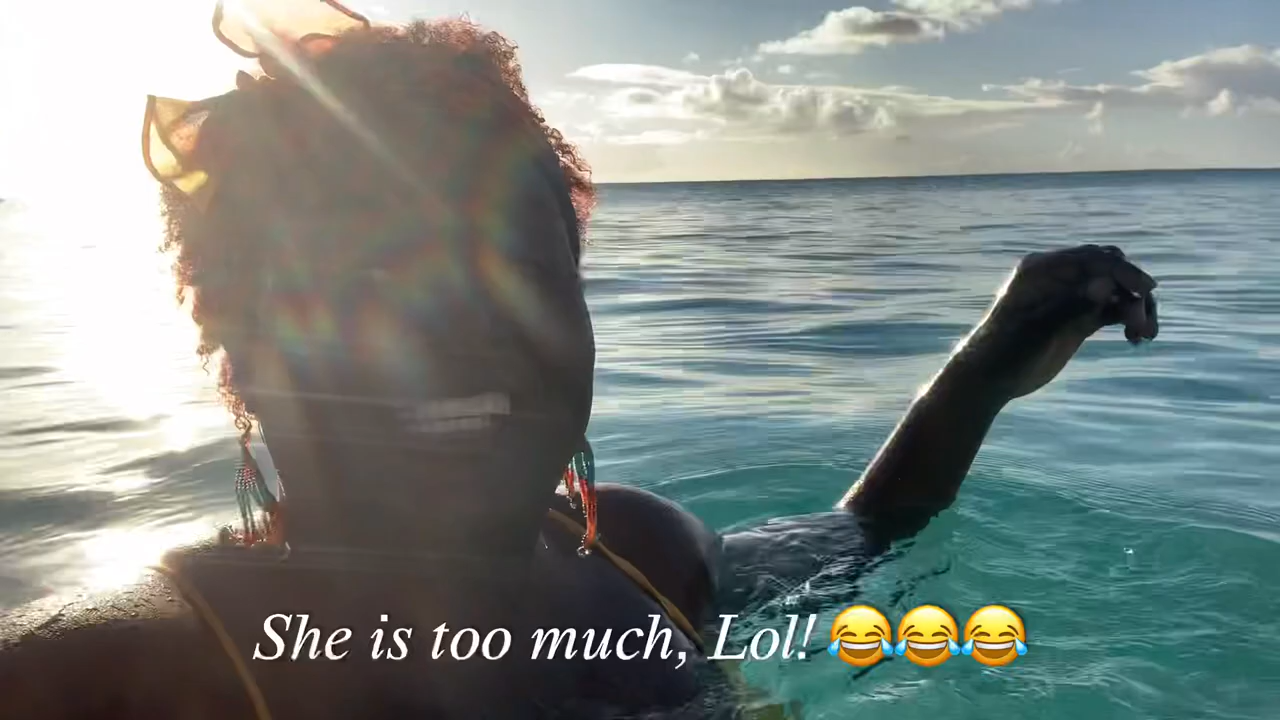 She is too much, Lol! 😂😂😂